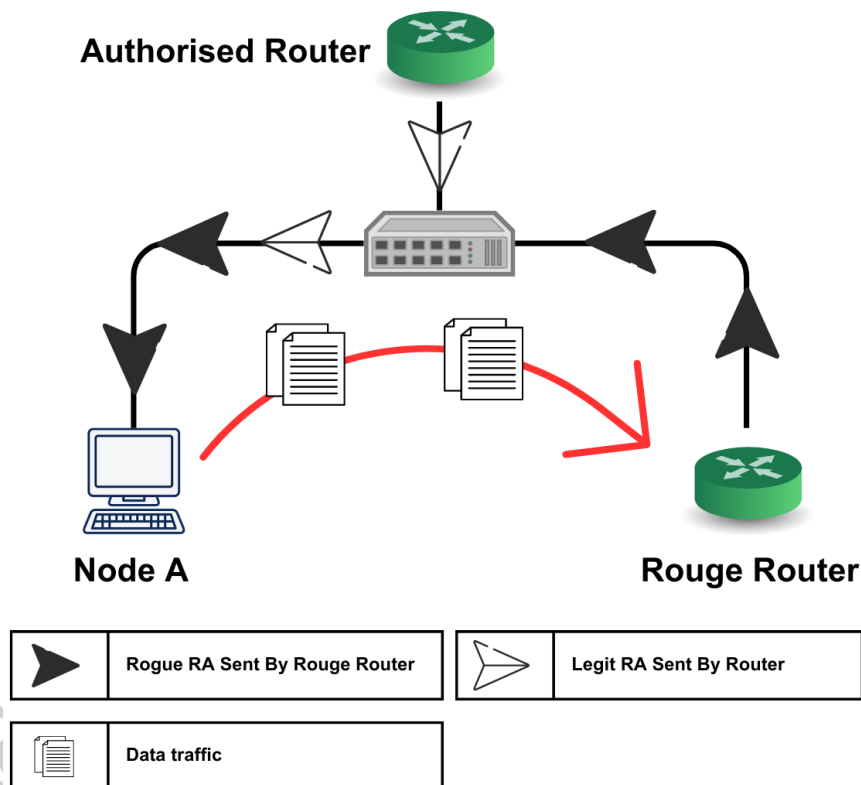 Authorised Router
Node A
Rouge Router
Rogue RA Sent By Rouge Router
Legit RA Sent By Router
Data traffic